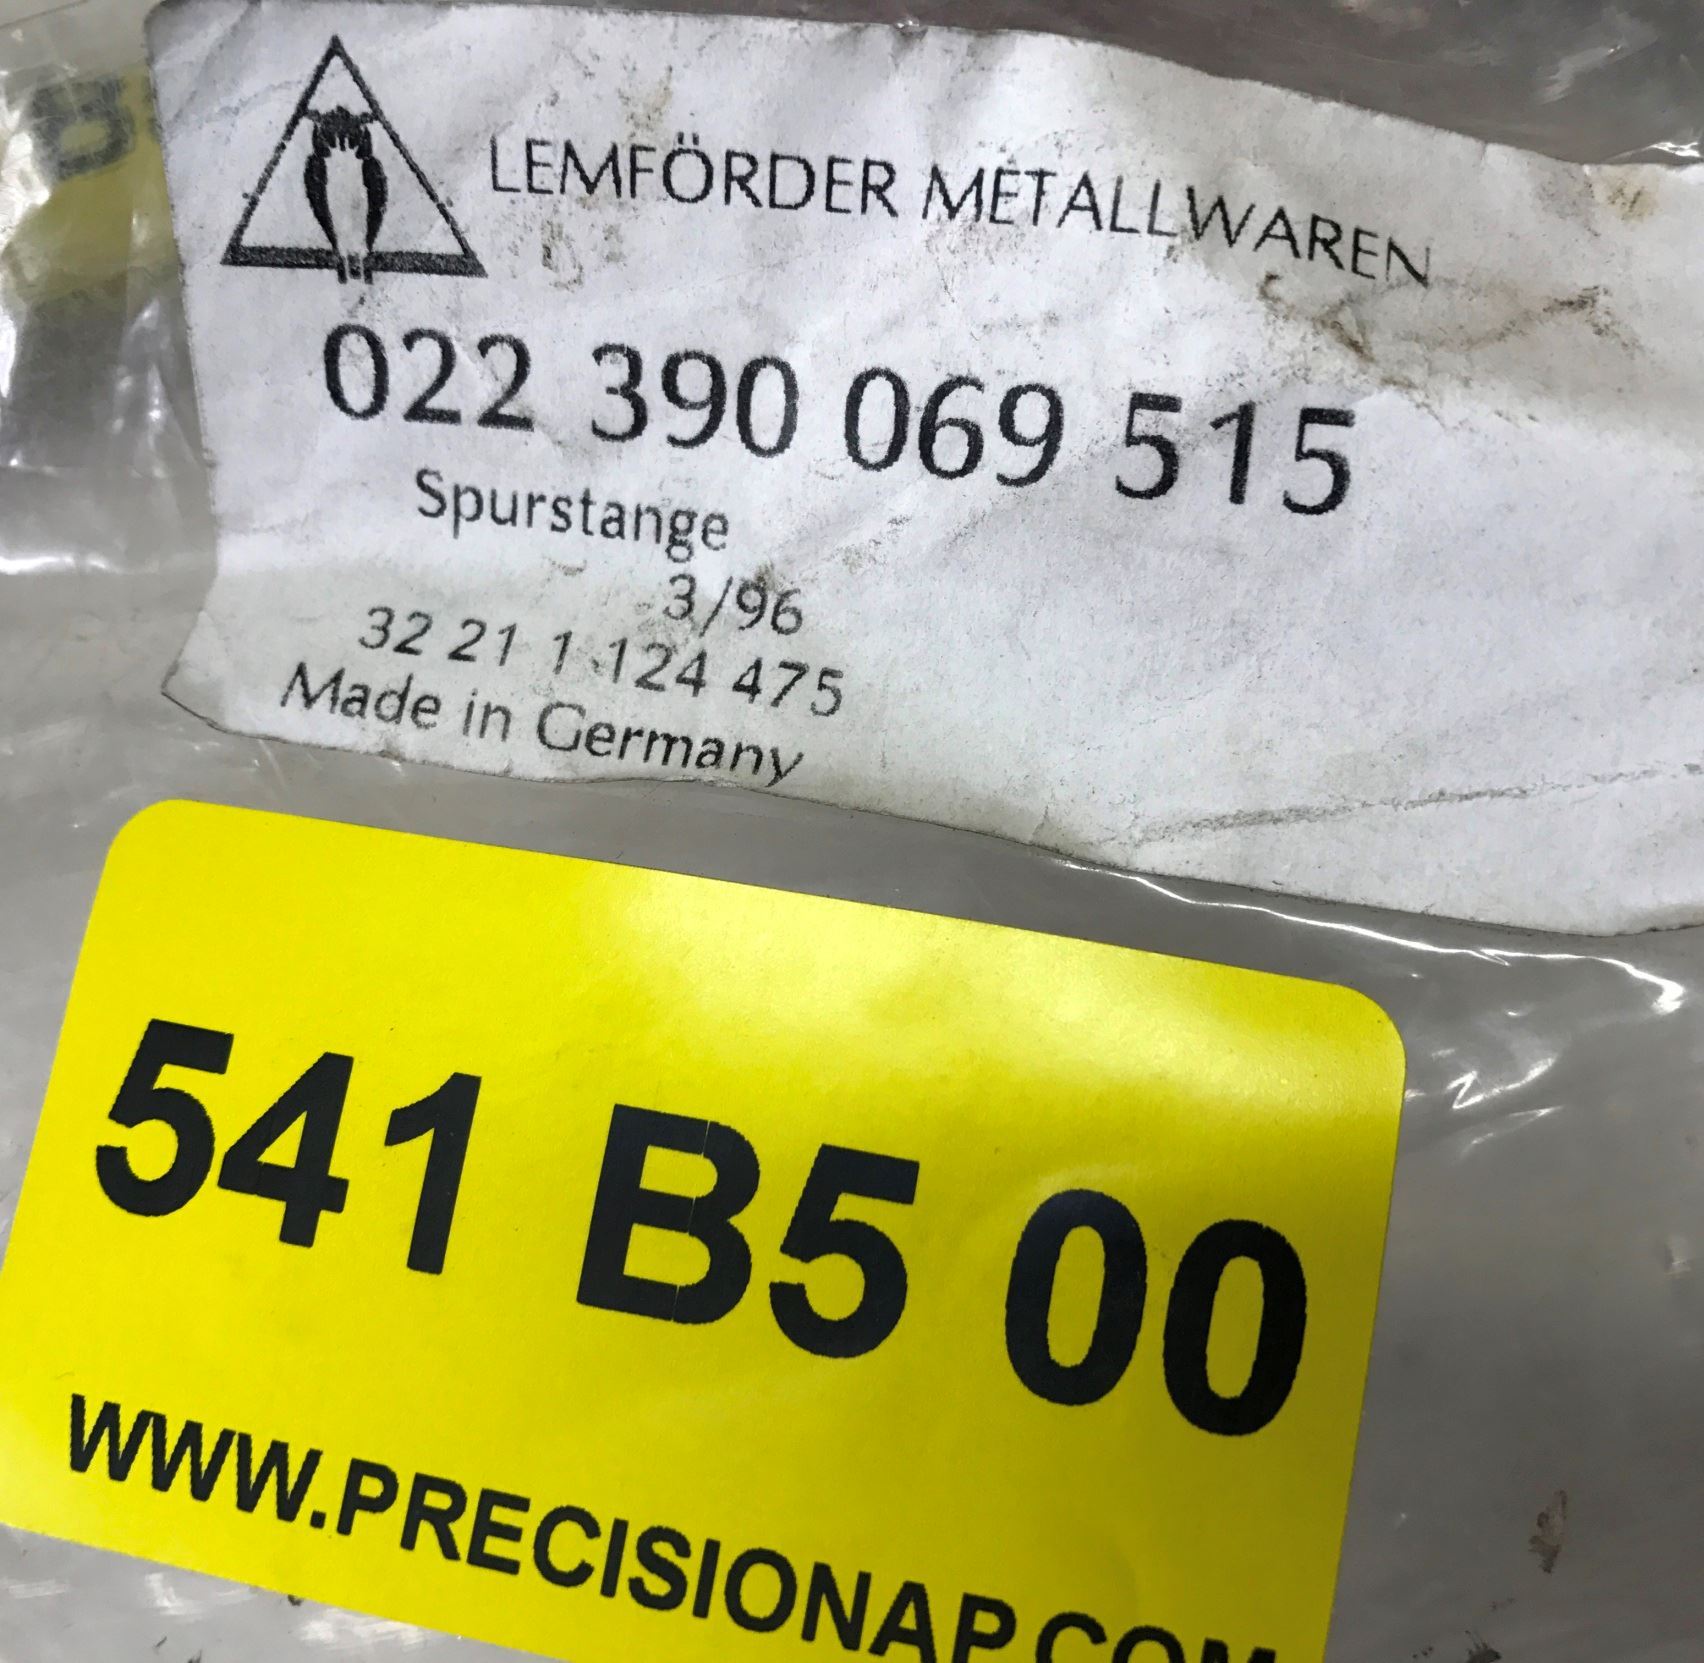 LEMFÖRDER METALLWAREN
022 390 069 515
Spurstange
3/96
32 21 1 124 475
Made in Germany
541 B5 00
WWW.PRECISIONAP.COM